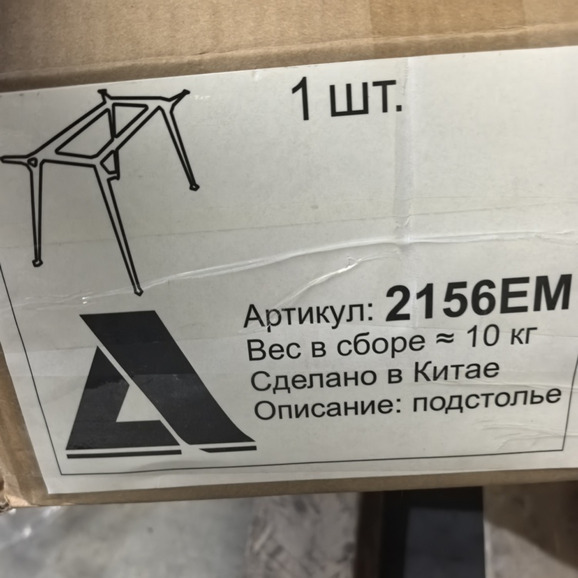 1 шт.
Артикул: 2156EM
Вес в сборе ≈ 10 кг
Сделано в Китае
Описание: подстолье